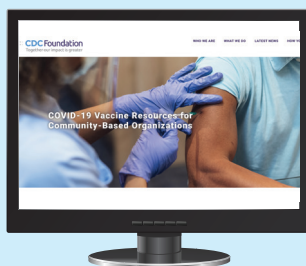 CDC Foundation
Together our impact is greater
WHO WE ARE WHAT WE DO LATEST NEWS HOW
COVID-19 Vaccine Resources for
Community-Based Organizations